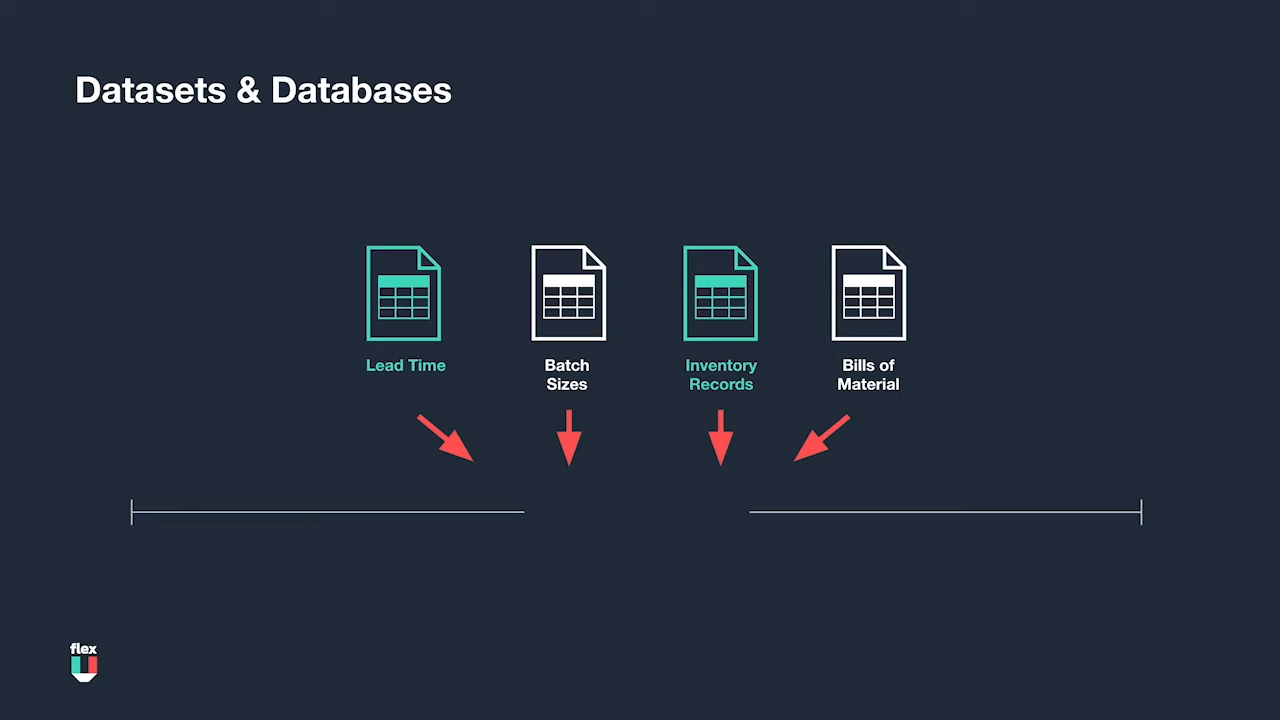 Datasets & Databases
Lead Time
Batch
Sizes
Inventory
Records
Bills of
Material
flex